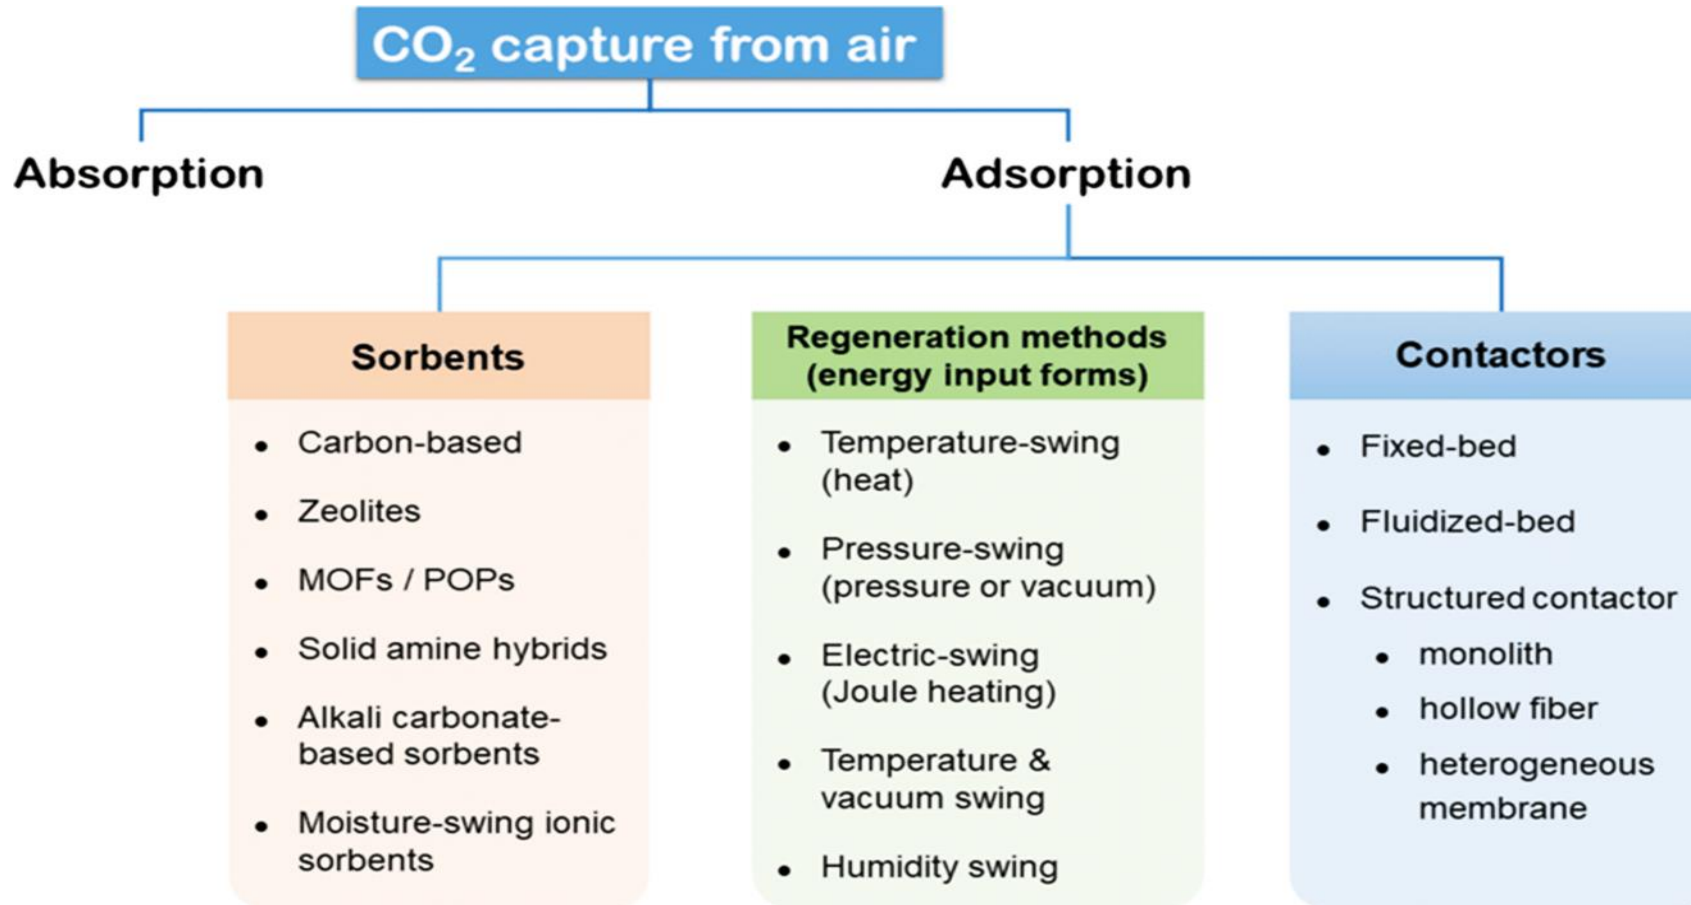 CO₂ capture from air
Absorption
Adsorption
Sorbents
• Carbon-based
• Zeolites
• MOFs / POPs
• Solid amine hybrids
• Alkali carbonate-
based sorbents
• Moisture-swing ionic
sorbents
Regeneration methods
(energy input forms)
• Temperature-swing
(heat)
• Pressure-swing
(pressure or vacuum)
• Electric-swing
(Joule heating)
• Temperature &
vacuum swing
• Humidity swing
Contactors
• Fixed-bed
• Fluidized-bed
• Structured contactor
• monolith
• hollow fiber
• heterogeneous
membrane